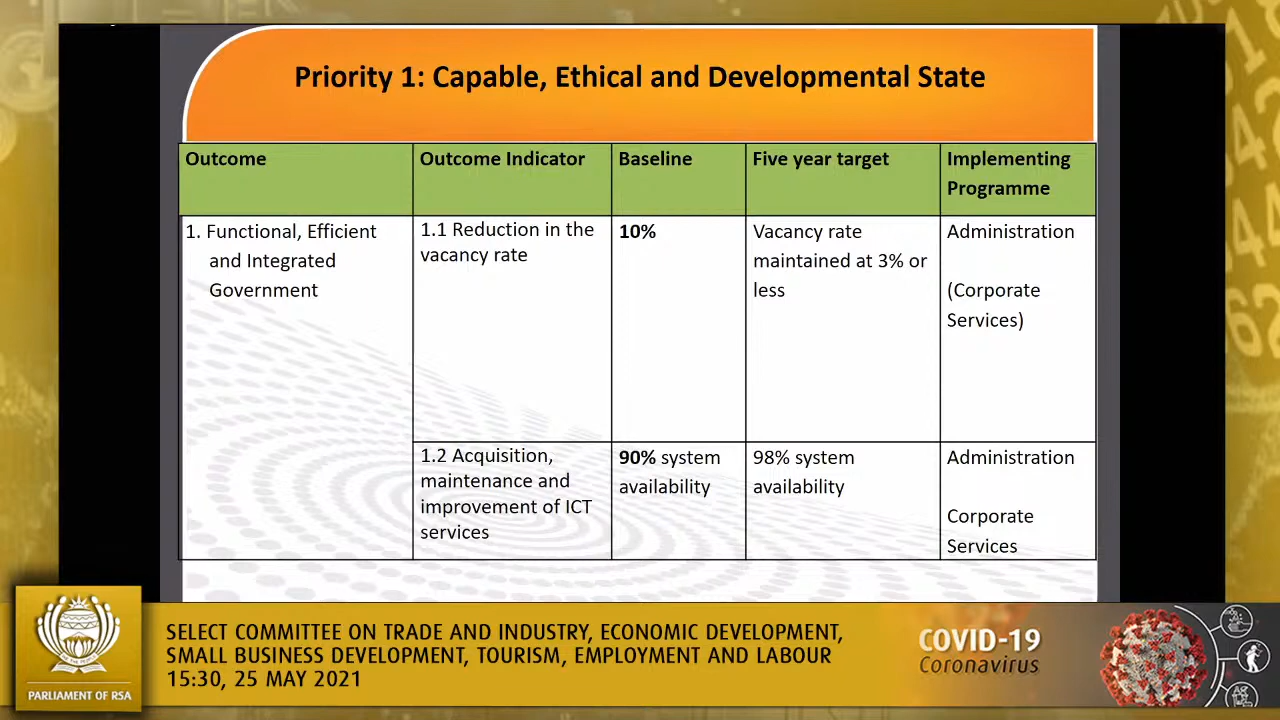 Priority 1: Capable, Ethical and Developmental State
Outcome
Outcome Indicator
Baseline
Five year target
Implementing
Programme
1. Functional, Efficient
and Integrated
Government
1.1 Reduction in the
vacancy rate
10%
Vacancy rate
maintained at 3% or
less
Administration
(Corporate
Services)
1.2 Acquisition,
maintenance and
improvement of ICT
services
90% system
availability
98% system
availability
Administration
Corporate
Services
PARLIAMENT OF RSA
SELECT COMMITTEE ON TRADE AND INDUSTRY, ECONOMIC DEVELOPMENT,
SMALL BUSINESS DEVELOPMENT, TOURISM, EMPLOYMENT AND LABOUR
15:30, 25 MAY 2021
COVID-19
Coronavirus